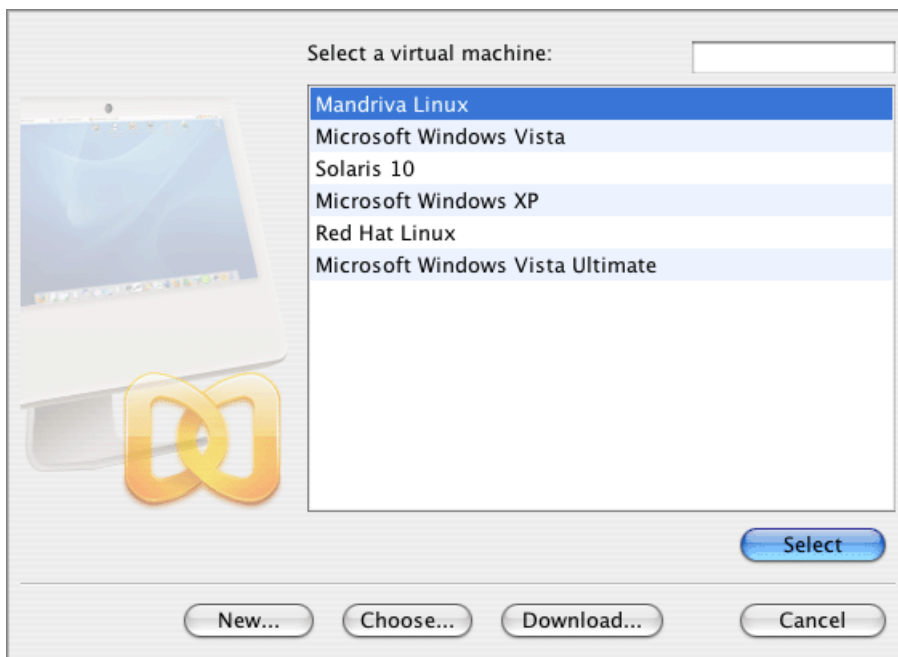 Select a virtual machine:
Mandriva Linux
Microsoft Windows Vista
Solaris 10
Microsoft Windows XP
Red Hat Linux
Microsoft Windows Vista Ultimate
Select
New...
Choose...
Download...
Cancel